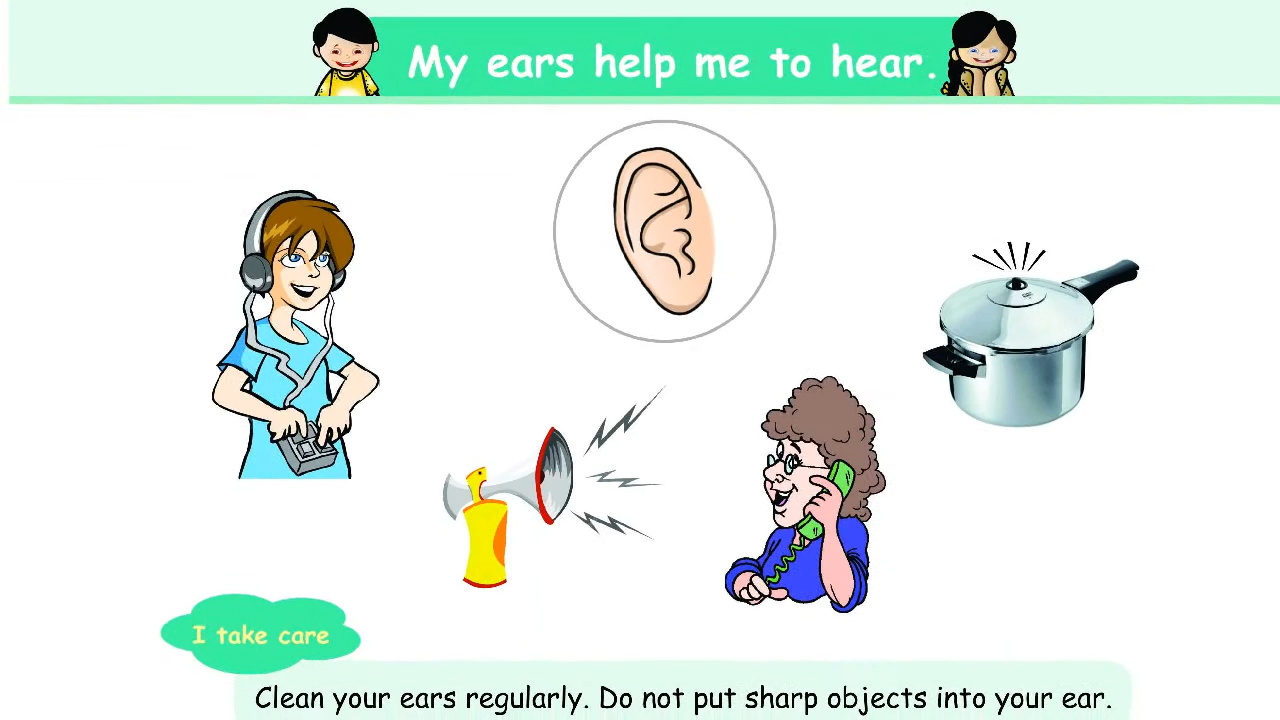 My ears help me to hear.
I take care
Clean your ears regularly. Do not put sharp objects into your ear.